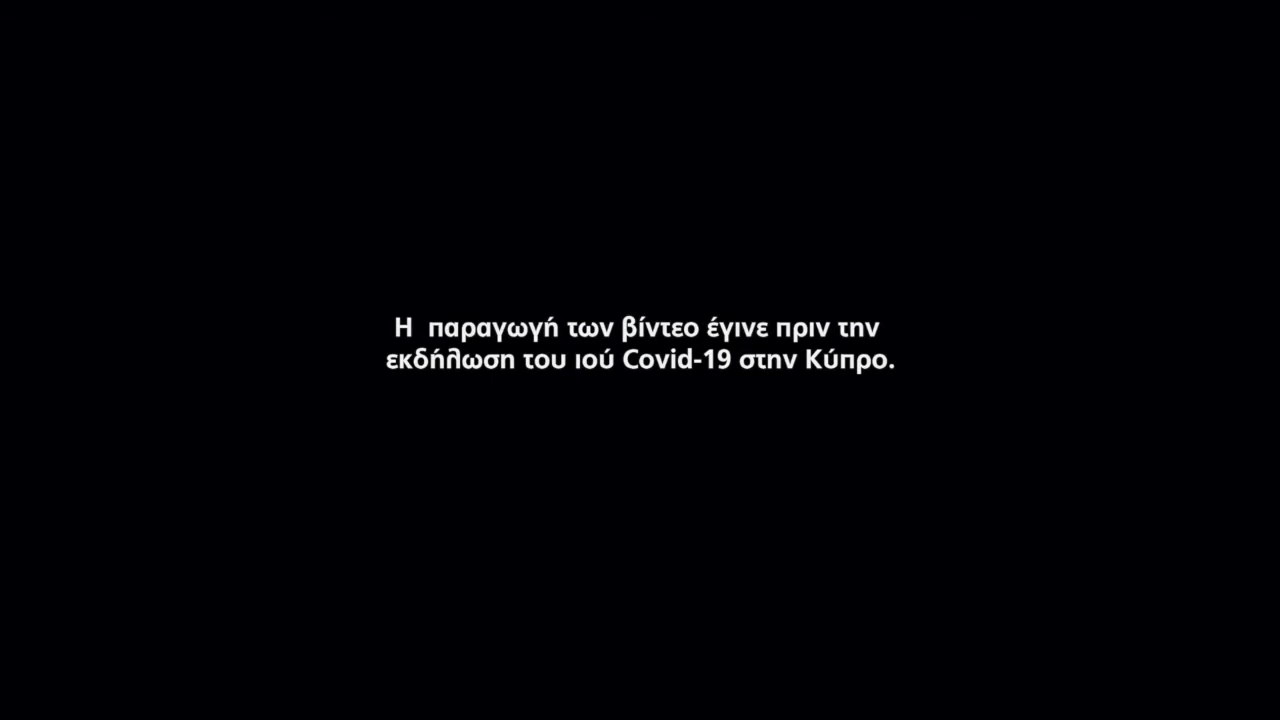 Η παραγωγή των βίντεο έγινε πριν την
εκδήλωση του ιού Covid-19 στην Κύπρο.